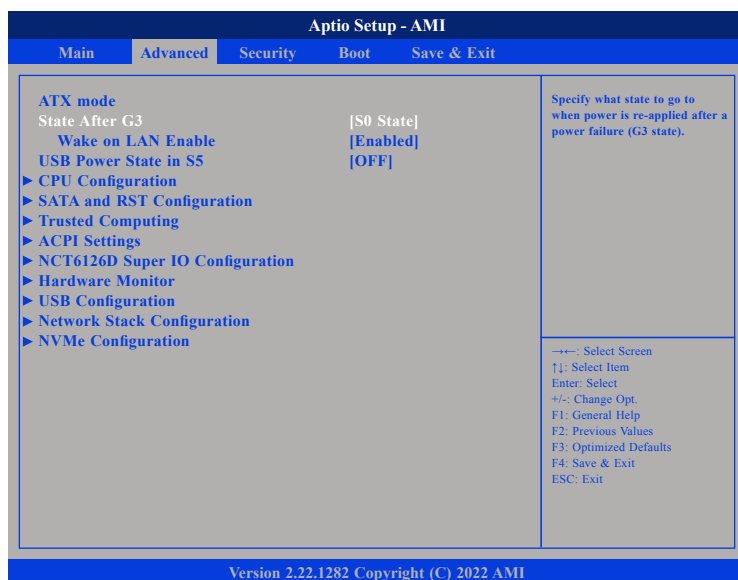 Aptio Setup - AMI
Main Advanced Security Boot Save & Exit
ATX mode
State After G3 [S0 State]
Wake on LAN Enable [Enabled]
USB Power State in S5 [OFF]
► CPU Configuration
► SATA and RST Configuration
► Trusted Computing
► ACPI Settings
► NCT6126D Super IO Configuration
► Hardware Monitor
► USB Configuration
► Network Stack Configuration
► NVMe Configuration
Specify what state to go to
when power is re-applied after a
power failure (G3 state).
→←: Select Screen
↑↓: Select Item
Enter: Select
+/-: Change Opt.
F1: General Help
F2: Previous Values
F3: Optimized Defaults
F4: Save & Exit
ESC: Exit
Version 2.22.1282 Copyright (C) 2022 AMI